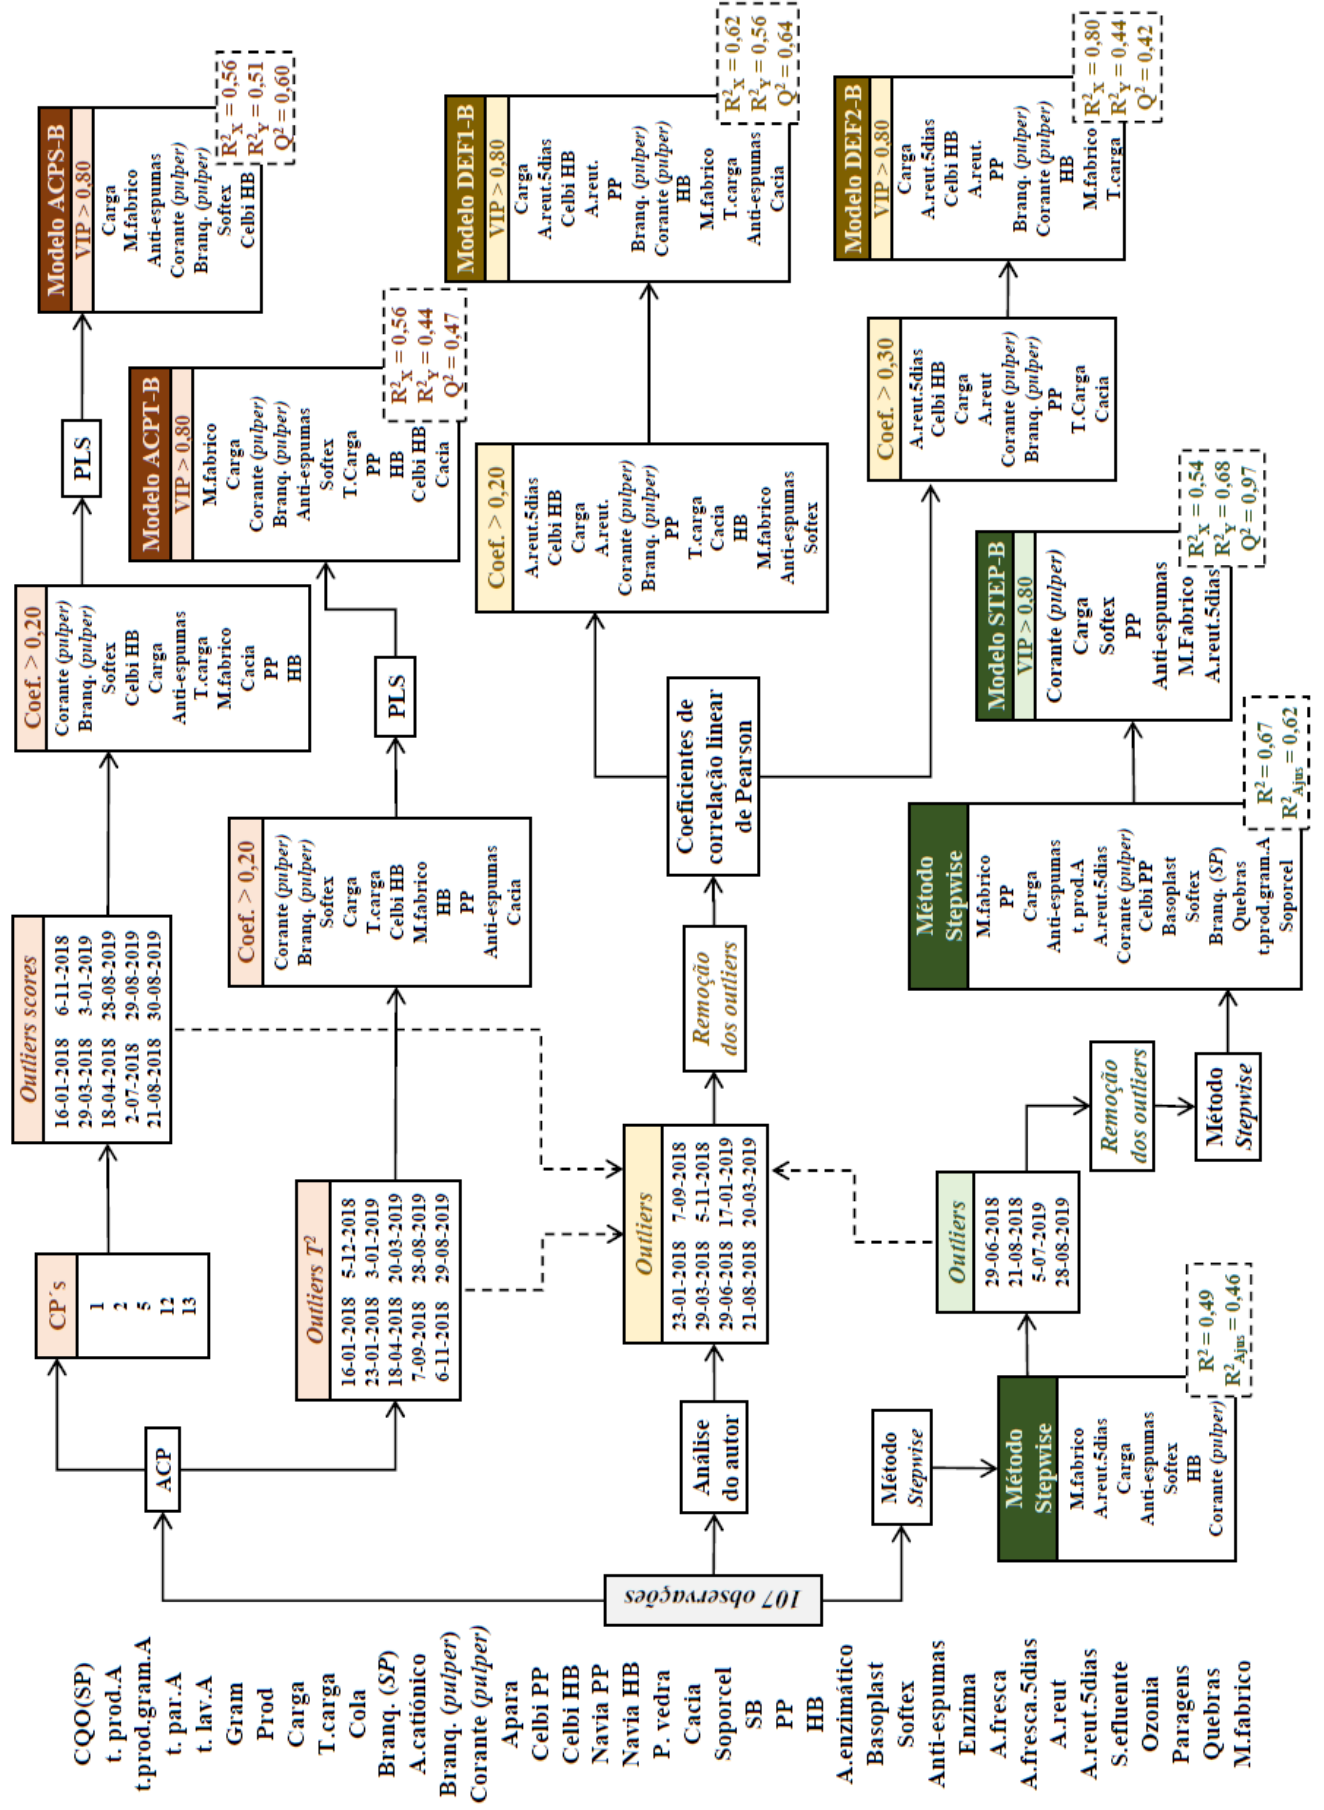 CQO(SP)
t. prod.A
t.prod.gram.A
t. par.A
t. lav.A
Gram
Prod
Carga
T.carga
Cola
Branq. (SP)
A.catiónico
Branq. (pulper)
Corante (pulper)
Apara
Celbi PP
Celbi HB
Navia PP
Navia HB
P. vedra
Cacia
Soporcel
SB
PP
HB
A.enzimático
Basoplast
Softex
Anti-espumas
Enzima
A.fresca
A.fresca.5dias
A.reut
A.reut.5dias
S.efluente
Ozonia
Paragens
Quebras
M.fabrico
107 observações
ACP
CP´s
1
2
5
12
13
Outliers scores
16-01-2018 6-11-2018
29-03-2018 3-01-2019
18-04-2018 28-08-2019
2-07-2018 29-08-2019
21-08-2018 30-08-2019
Coef. > 0,20
Corante (pulper)
Branq. (pulper)
Softex
Celbi HB
Carga
Anti-espumas
T.carga
M.fabrico
Cacia
PP
HB
PLS
Modelo ACPS-B
VIP > 0,80
Carga
M.fabrico
Anti-espumas
Corante (pulper)
Branq. (pulper)
Softex
Celbi HB
R²X = 0,56
R²Y = 0,51
Q² = 0,60
Outliers T²
16-01-2018 5-12-2018
23-01-2018 3-01-2019
18-04-2018 20-03-2019
7-09-2018 28-08-2019
6-11-2018 29-08-2019
Coef. > 0,20
Corante (pulper)
Branq. (pulper)
Softex
Carga
T.carga
Celbi HB
M.fabrico
HB
PP
Anti-espumas
Cacia
PLS
Modelo ACPT-B
VIP > 0,80
M.fabrico
Carga
Corante (pulper)
Branq. (pulper)
Anti-espumas
Softex
T.Carga
PP
HB
Celbi HB
Cacia
R²X = 0,56
R²Y = 0,44
Q² = 0,47
Análise
do autor
Outliers
23-01-2018 7-09-2018
29-03-2018 5-11-2018
29-06-2018 17-01-2019
21-08-2018 20-03-2019
Remoção
dos outliers
Coeficientes de
correlação linear
de Pearson
Coef. > 0,20
A.reut.5dias
Celbi HB
Carga
A.reut.
Corante (pulper)
Branq. (pulper)
PP
T.carga
Cacia
HB
M.fabrico
Anti-espumas
Softex
Modelo DEF1-B
VIP > 0,80
Carga
A.reut.5dias
Celbi HB
A.reut.
PP
Branq. (pulper)
Corante (pulper)
HB
M.fabrico
T.carga
Anti-espumas
Cacia
R²X = 0,62
R²Y = 0,56
Q² = 0,64
Coef. > 0,30
A.reut.5dias
Celbi HB
Carga
A.reut
Corante (pulper)
Branq. (pulper)
PP
T.Carga
Cacia
Modelo DEF2-B
VIP > 0.80
Carga
A.reut.5dias
Celbi HB
A.reut.
PP
Branq. (pulper)
Corante (pulper)
HB
M.fabrico
T.carga
R²X = 0,80
R²Y = 0,44
Q² = 0,42
Método
Stepwise
Método
Stepwise
M.fabrico
A.reut.5dias
Carga
Anti-espumas
Softex
HB
Corante (pulper)
R² = 0,49
R²Ajus = 0,46
Outliers
29-06-2018
21-08-2018
5-07-2019
28-08-2019
Remoção
dos outliers
Método
Stepwise
Método
Stepwise
M.fabrico
PP
Carga
Anti-espumas
t. prod.A
A.reut.5dias
Corante (pulper)
Celbi PP
Basoplast
Softex
Branq. (SP)
Quebras
t.prod.gram.A
Soporcel
R² = 0,67
R²Ajus = 0,62
Modelo STEP-B
VIP > 0,80
Corante (pulper)
Carga
Softex
PP
Anti-espumas
M.Fabrico
A.reut.5dias
R²X = 0,54
R²Y = 0,68
Q² = 0,97